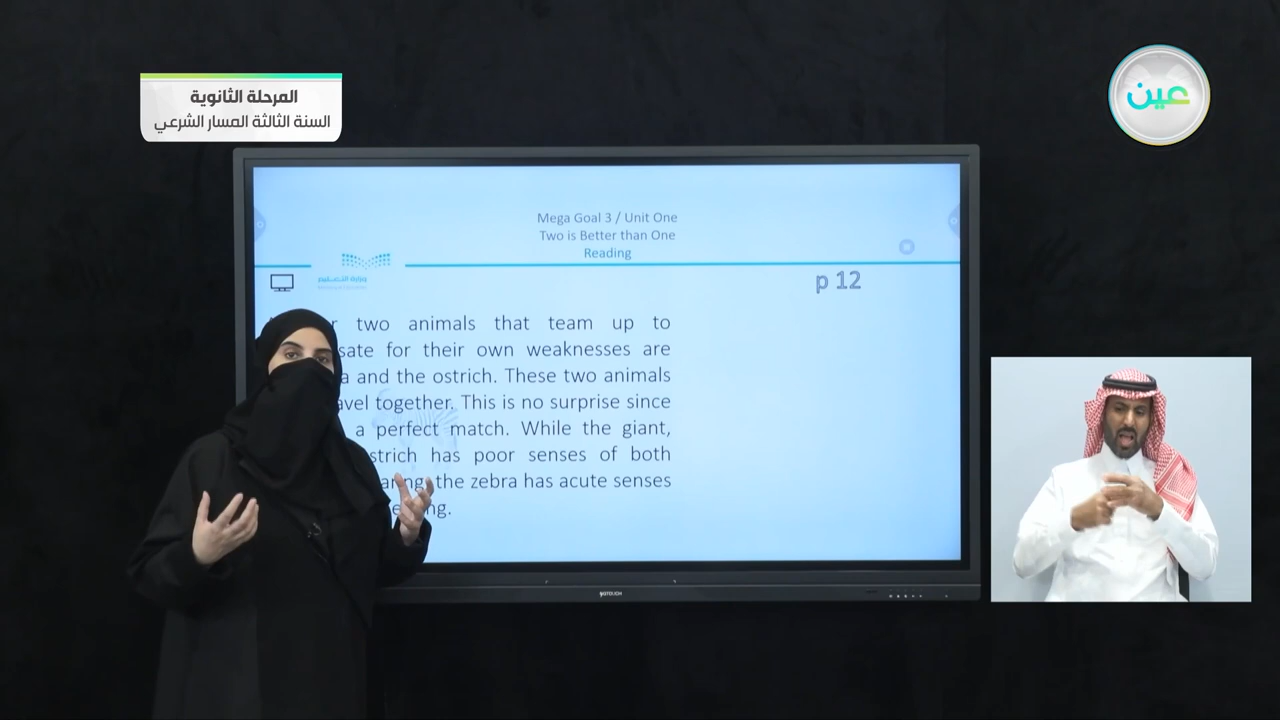 المرحلة الثانوية
السنة الثالثة المسار الشرعي
عين
Mega Goal 3 / Unit One
Two is Better than One
Reading
وزارة التعليم
p 12
two animals that team up to
for their own weaknesses are
and the ostrich. These two animals
together. This is no surprise since
a perfect match. While the giant,
has poor senses of both
the zebra has acute senses